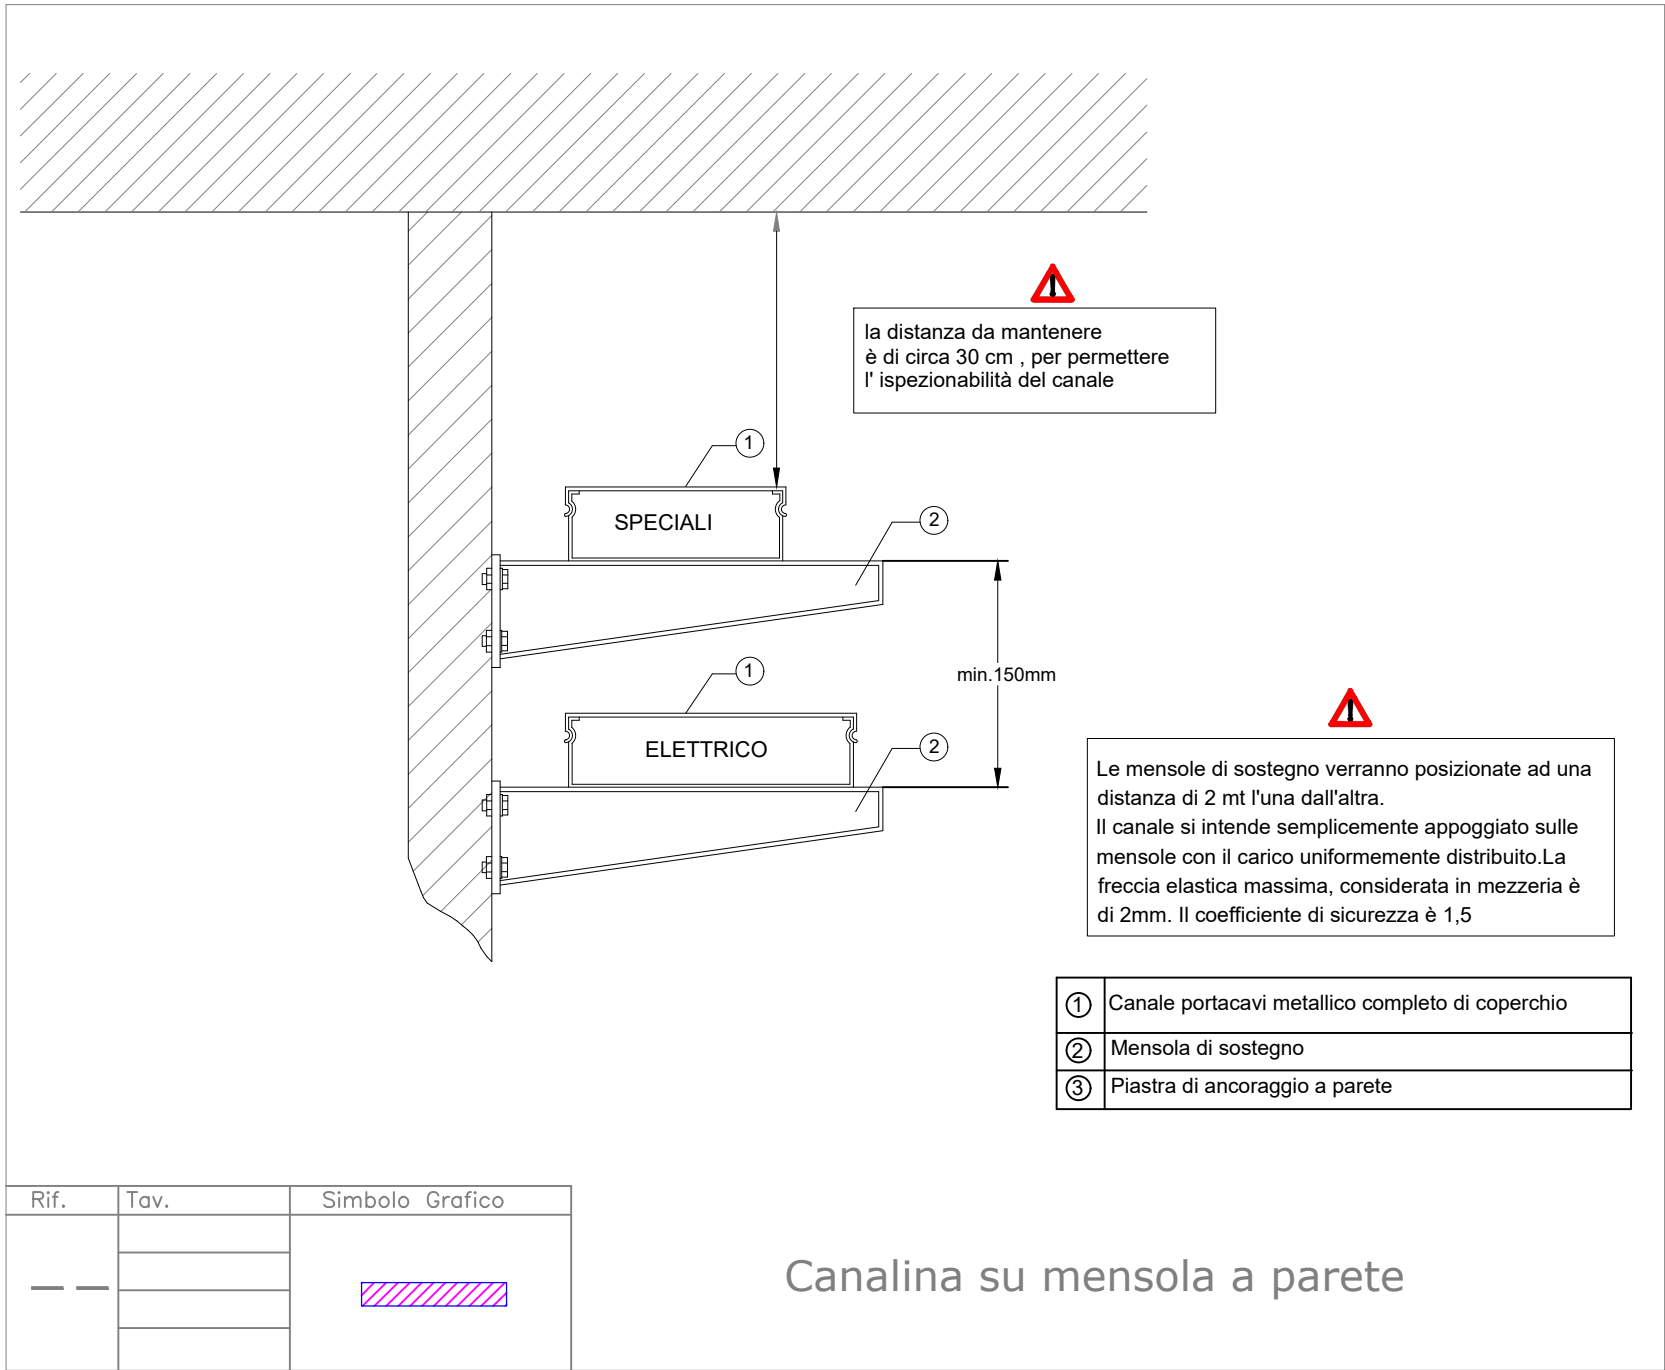 la distanza da mantenere
è di circa 30 cm , per permettere
l' ispezionabilità del canale
1
SPECIALI
2
1
min.150mm
ELETTRICO
2
Le mensole di sostegno verranno posizionate ad una
distanza di 2 mt l'una dall'altra.
Il canale si intende semplicemente appoggiato sulle
mensole con il carico uniformemente distribuito.La
freccia elastica massima, considerata in mezzeria è
di 2mm. Il coefficiente di sicurezza è 1,5
1 Canale portacavi metallico completo di coperchio
2 Mensola di sostegno
3 Piastra di ancoraggio a parete
Rif. Tav. Simbolo Grafico
Canalina su mensola a parete